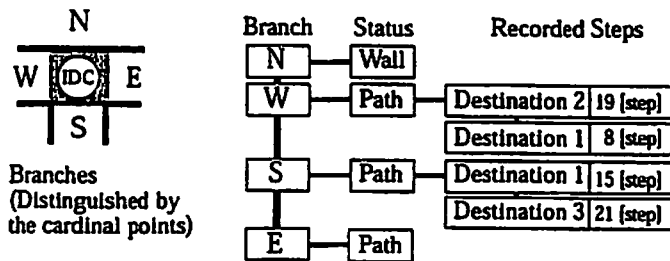 N
W IDC E
S
Branches
(Distinguished by
the cardinal points)
Branch Status Recorded Steps
N Wall
W Path Destination 2 19 [step]
Destination 1 8 [step]
S Path Destination 1 15 [step]
Destination 3 21 [step]
E Path